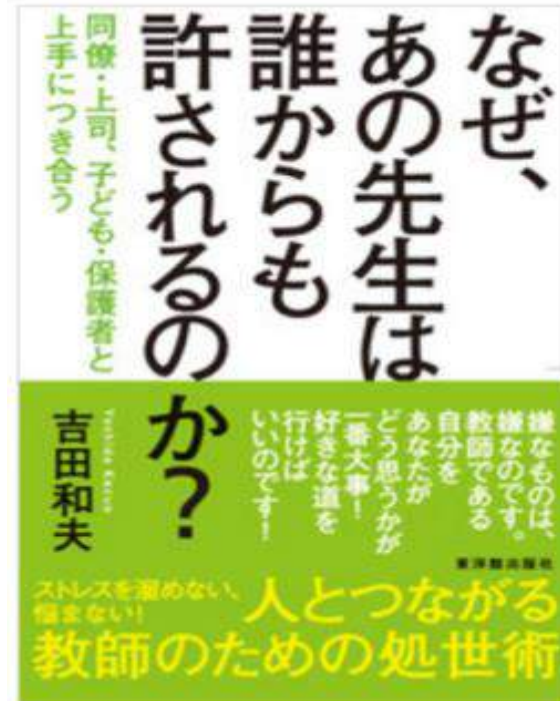 なぜ、
あの先生は
誰からも
許されるのか?
同僚・上司、子ども・保護者と
上手につき合う
嫌なものは、
嫌なのです。
教師である
自分を
あなたが
どう思うかが
一番大事!
好きな道を
行けば
いいのです!
吉田和夫
Yoshida Kazuo
東洋館出版社
ストレスを溜めない、
悩まない!
人とつながる
教師のための処世術